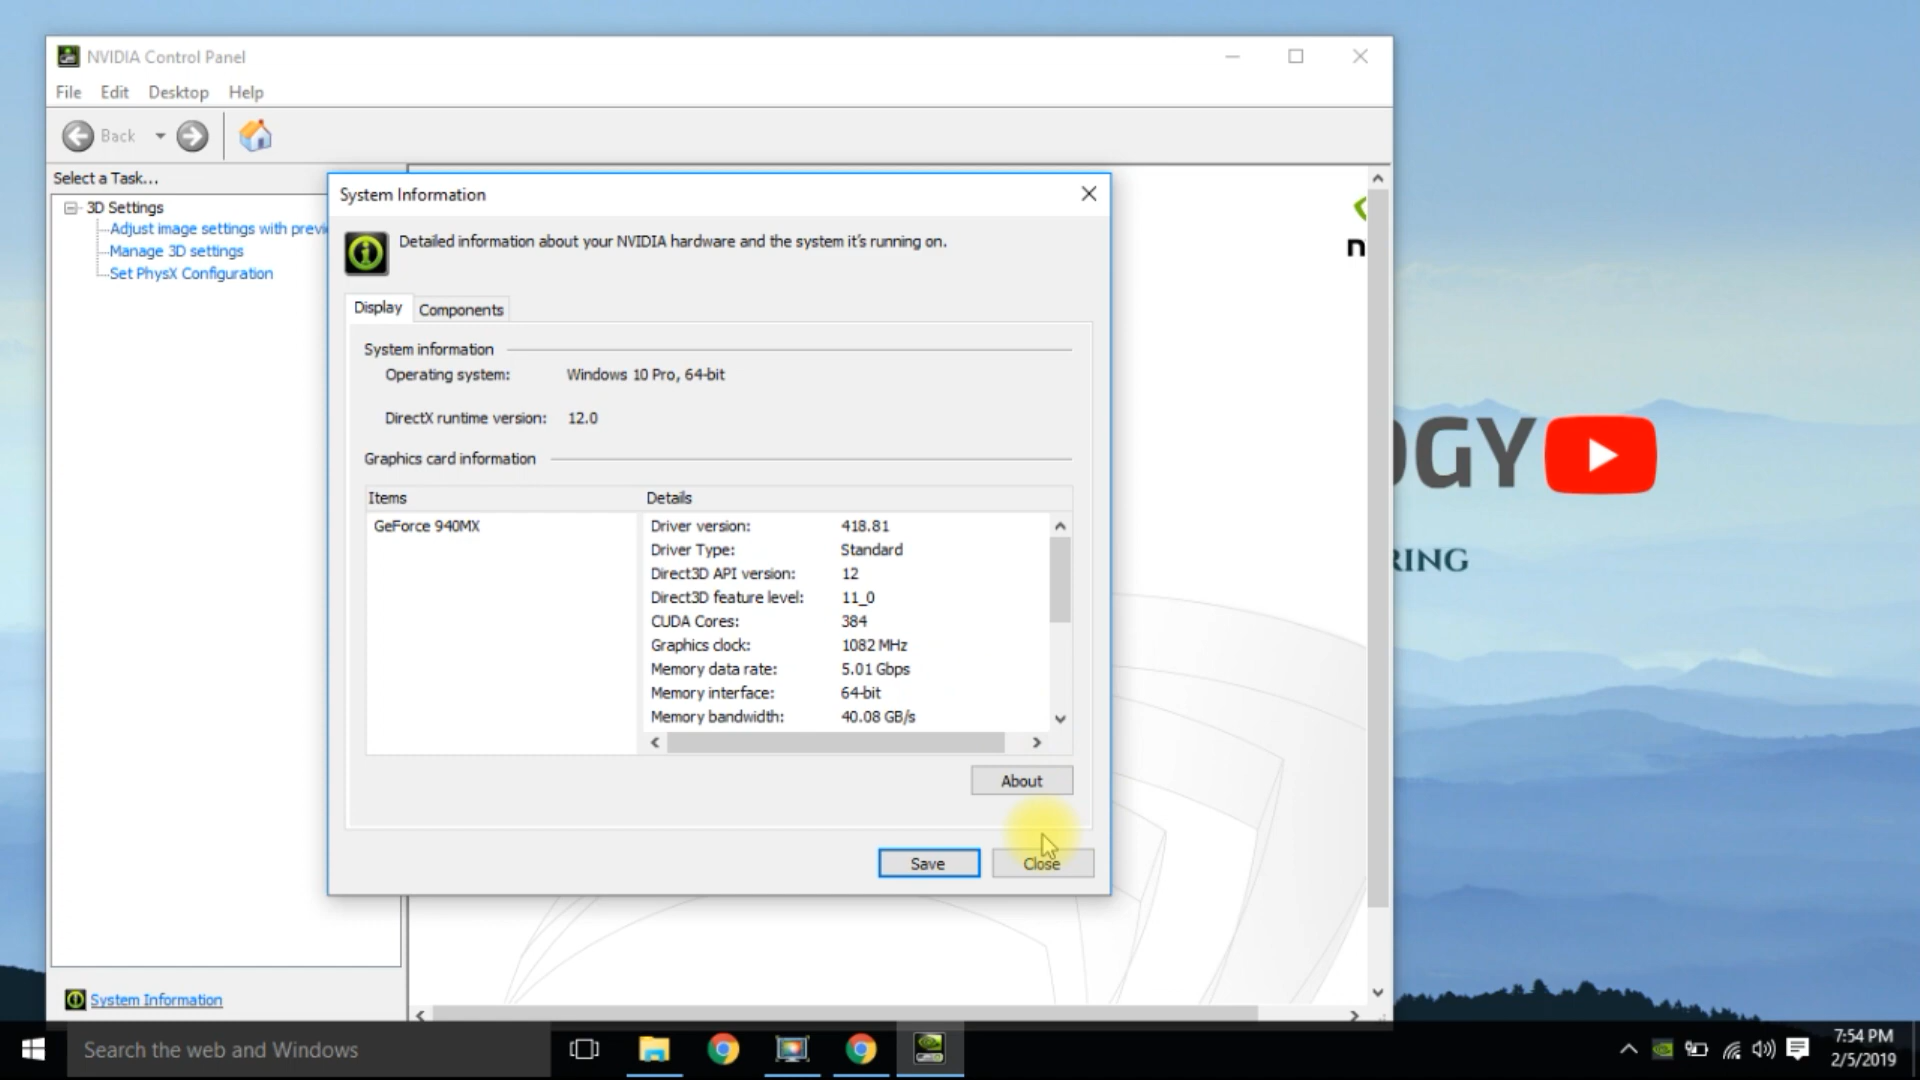 NVIDIA Control Panel
File Edit Desktop Help
Back
Select a Task...
3D Settings
Adjust image settings with previ
Manage 3D settings
Set PhysX Configuration
System Information
Detailed information about your NVIDIA hardware and the system it's running on.
Display Components
System information
Operating system: Windows 10 Pro, 64-bit
DirectX runtime version: 12.0
Graphics card information
Items Details
GeForce 940MX
Driver version: 418.81
Driver Type: Standard
Direct3D API version: 12
Direct3D feature level: 11_0
CUDA Cores: 384
Graphics clock: 1082 MHz
Memory data rate: 5.01 Gbps
Memory interface: 64-bit
Memory bandwidth: 40.08 GB/s
About
Save Close
n
OGY
RING
System Information
Search the web and Windows
7:54 PM
2/5/2019